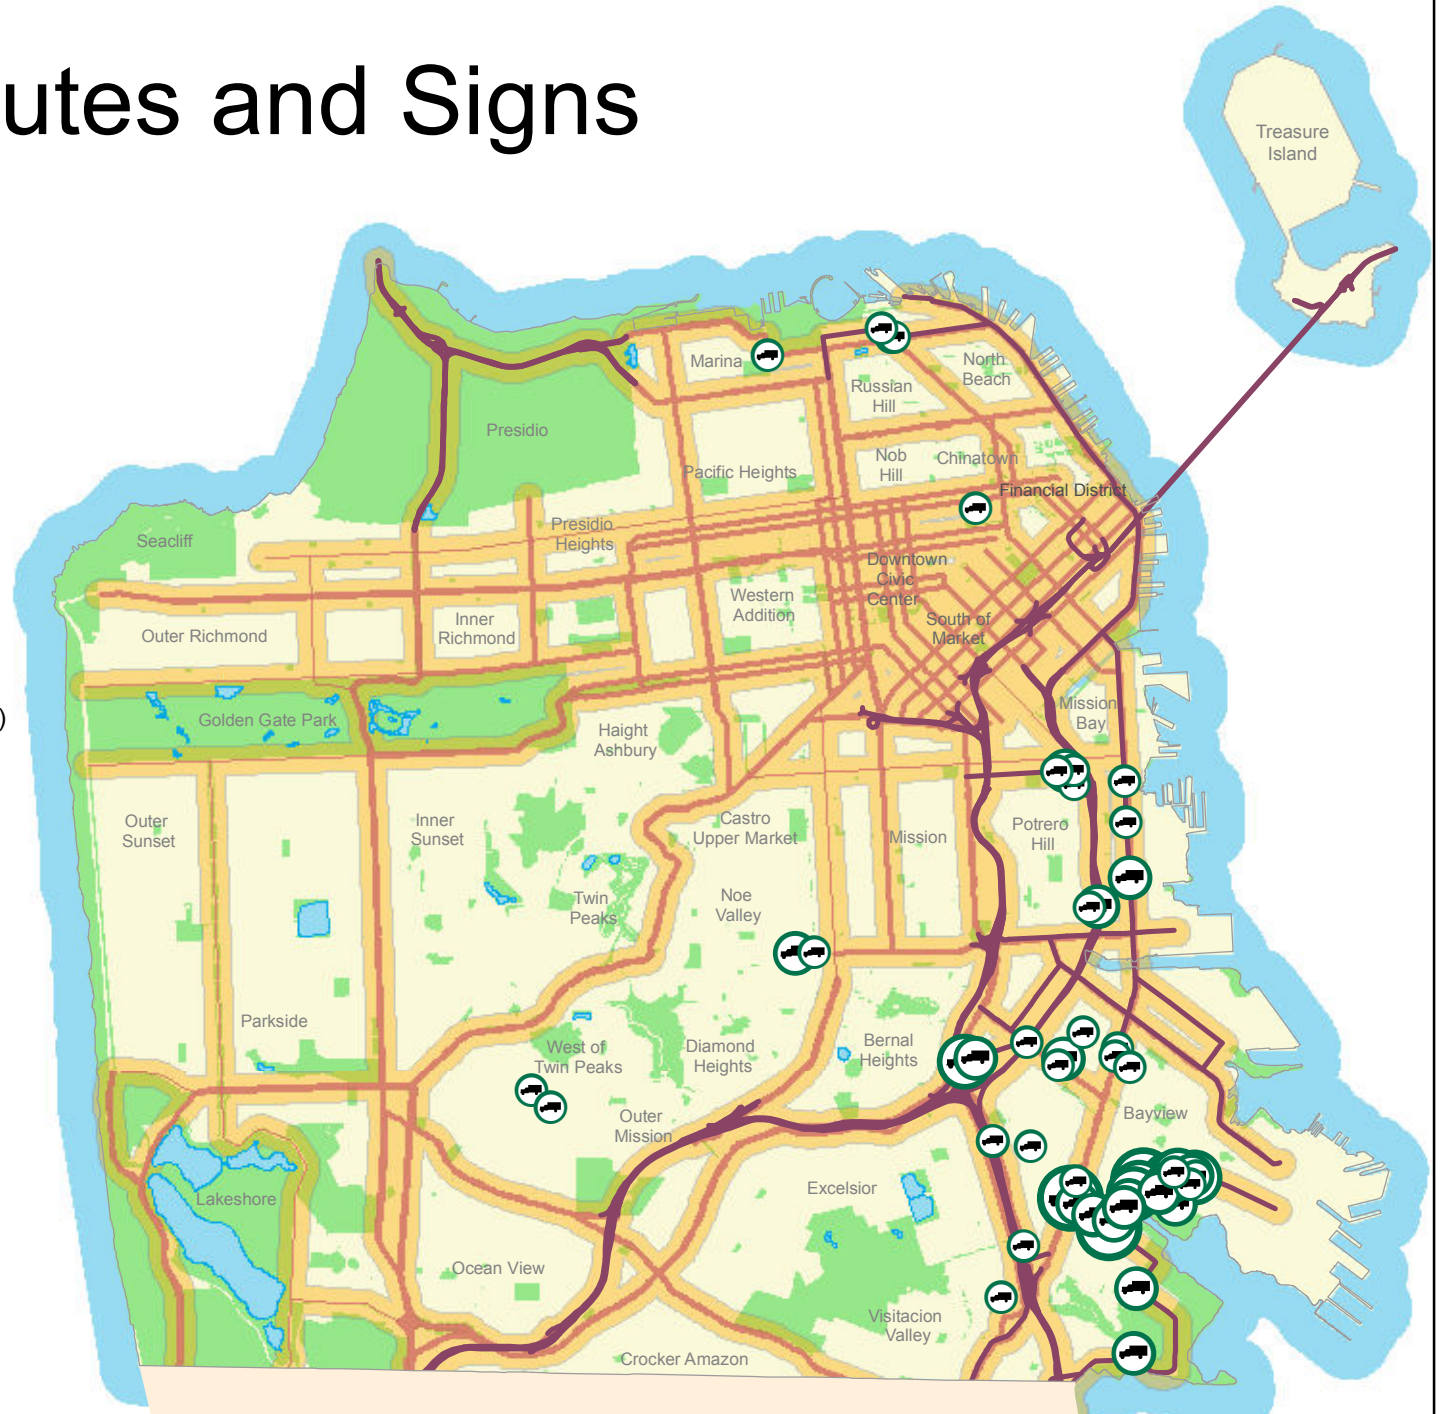 utes and Signs
Treasure
Island
Marina
North
Beach
Russian
Hill
Presidio
Nob
Hill
Chinatown
Pacific Heights
Financial District
Presidio
Heights
Seacliff
Downtown
Civic
Center
Western
Addition
Inner
Richmond
Outer Richmond
South of
Market
)
Golden Gate Park
Mission
Bay
Haight
Ashbury
Outer
Sunset
Inner
Sunset
Castro
Upper Market
Mission
Potrero
Hill
Twin
Peaks
Noe
Valley
Parkside
West of
Twin Peaks
Diamond
Heights
Bernal
Heights
Outer
Mission
Bayview
Lakeshore
Excelsior
Ocean View
Visitacion
Valley
Crocker Amazon